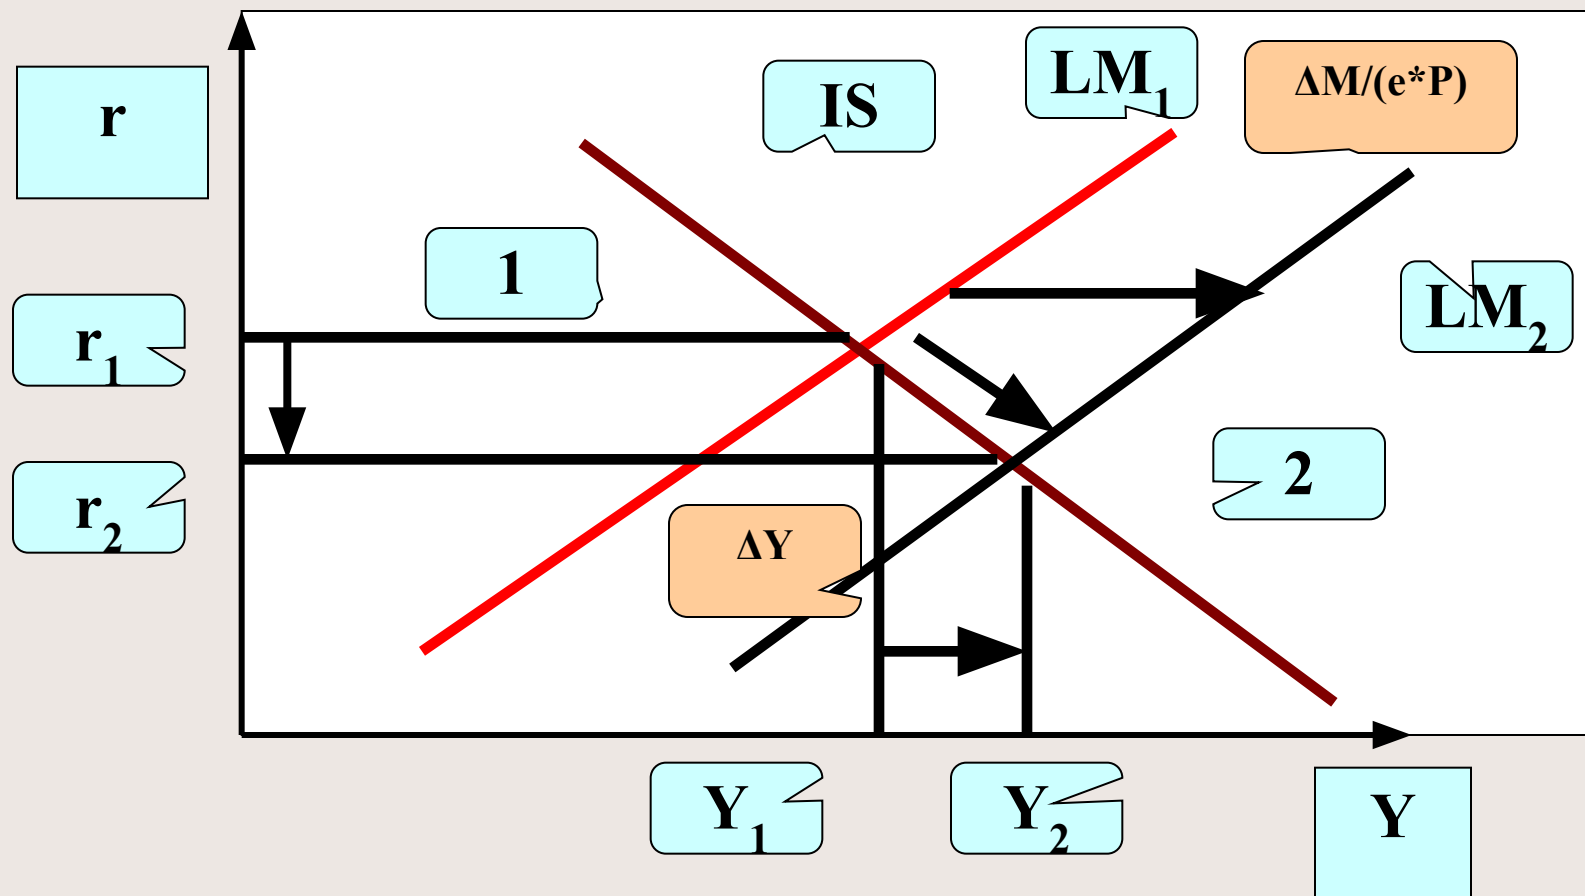 r
IS
LM₁
ΔM/(e*P)
1
r₁
LM₂
r₂
2
ΔY
Y₁
Y₂
Y